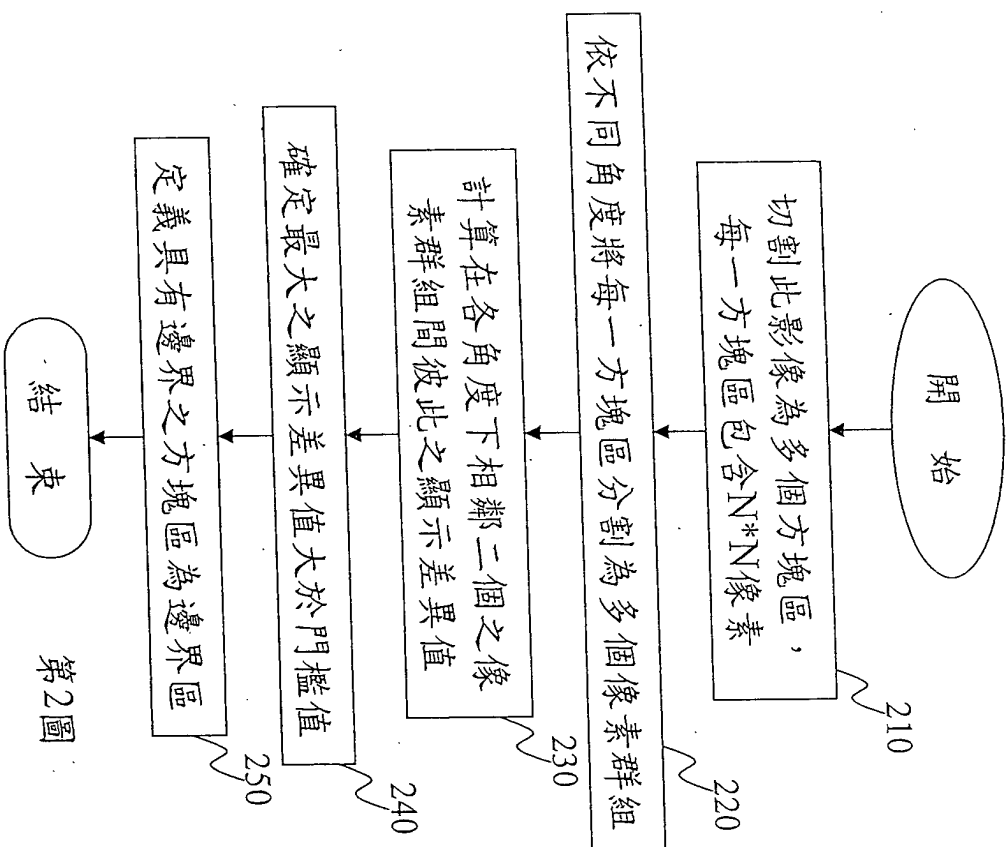 開始
切割此影像為多個方塊區，
每一方塊區包含N*N像素
210
依不同角度將每一方塊區分割為多個像素群組
220
計算在各角度下相鄰二個之像
素群組間彼此之顯示差異值
230
確定最大之顯示差異值大於門檻值
240
定義具有邊界之方塊區為邊界區
250
結束
第2圖